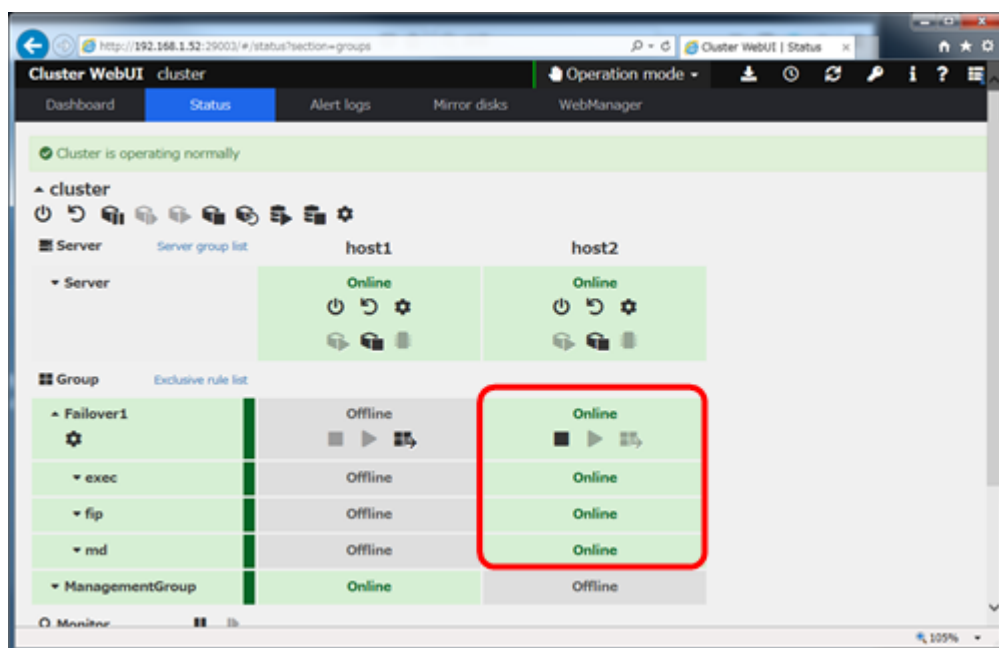 http://192.168.1.52:29003/#/status?section=groups
Cluster WebUI | Status
Cluster WebUI cluster Operation mode
Dashboard Status Alert logs Mirror disks WebManager
Cluster is operating normally
cluster
Server Server group list host1 host2
Server Online Online
Group Exclusive rule list
Failover1 Offline Online
exec Offline Online
fip Offline Online
md Offline Online
ManagementGroup Online Offline
Monitor
105%